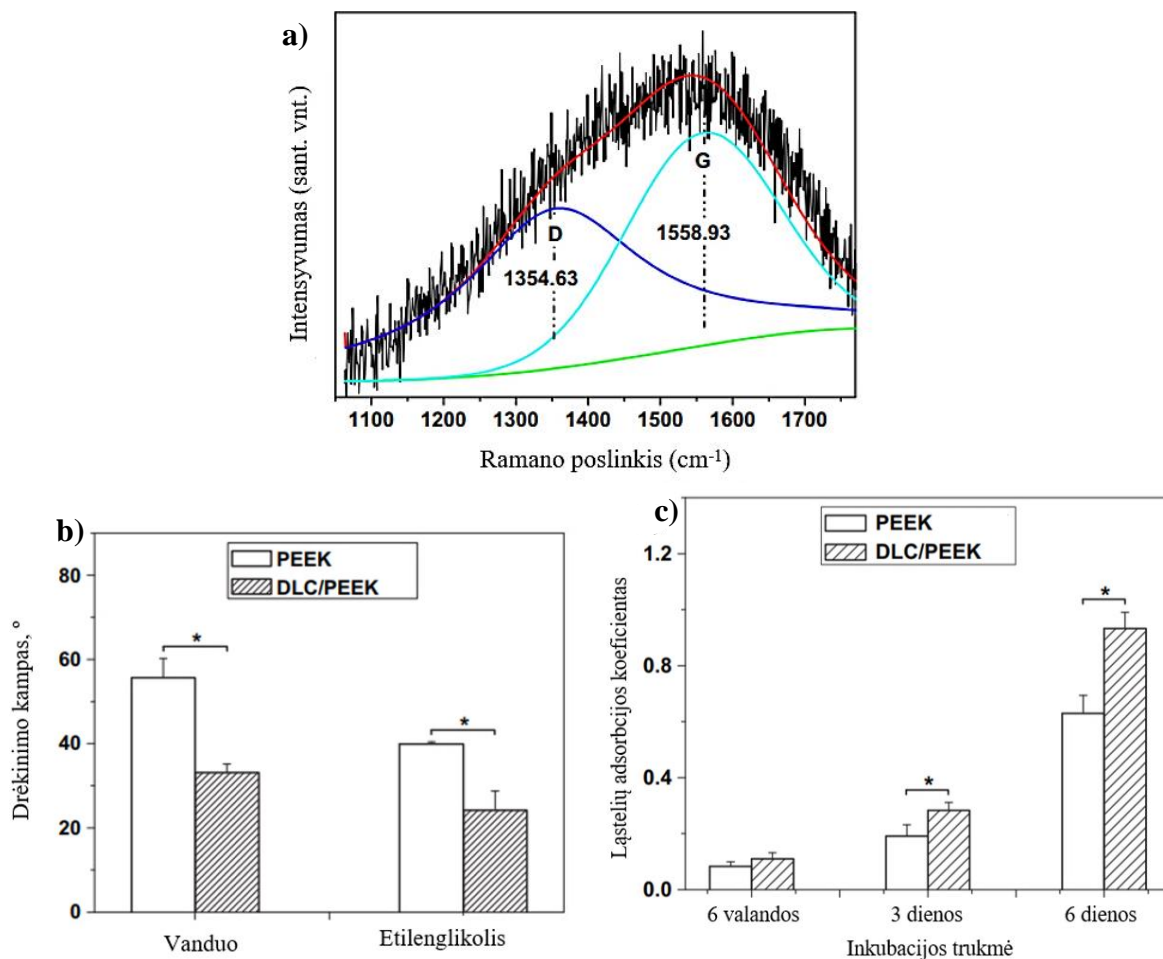 a)
Intensyvumas (sant. vnt.)
G
D
1558.93
1354.63
1100 1200 1300 1400 1500 1600 1700
Ramano poslinkis (cm-1)
b)
PEEK
DLC/PEEK
80
60
40
20
0
*
*
Drėkinimo kampas, º
Vanduo Etilenglikolis
c)
PEEK
DLC/PEEK
1.2
0.8
0.4
0.0
*
*
Ląstelių adsorbcijos koeficientas
6 valandos 3 dienos 6 dienos
Inkubacijos trukmė